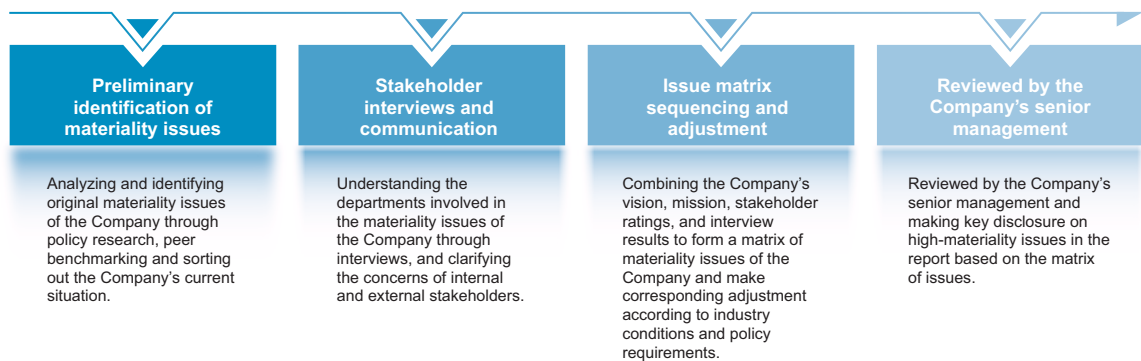 Preliminary
identification of
materiality issues
Analyzing and identifying
original materiality issues
of the Company through
policy research, peer
benchmarking and sorting
out the Company's current
situation.
Stakeholder
interviews and
communication
Understanding the
departments involved in
the materiality issues of
the Company through
interviews, and clarifying
the concerns of internal
and external stakeholders.
Issue matrix
sequencing and
adjustment
Combining the Company's
vision, mission, stakeholder
ratings, and interview
results to form a matrix of
materiality issues of the
Company and make
corresponding adjustment
according to industry
conditions and policy
requirements.
Reviewed by the
Company's senior
management
Reviewed by the Company's
senior management and
making key disclosure on
high-materiality issues in the
report based on the matrix
of issues.